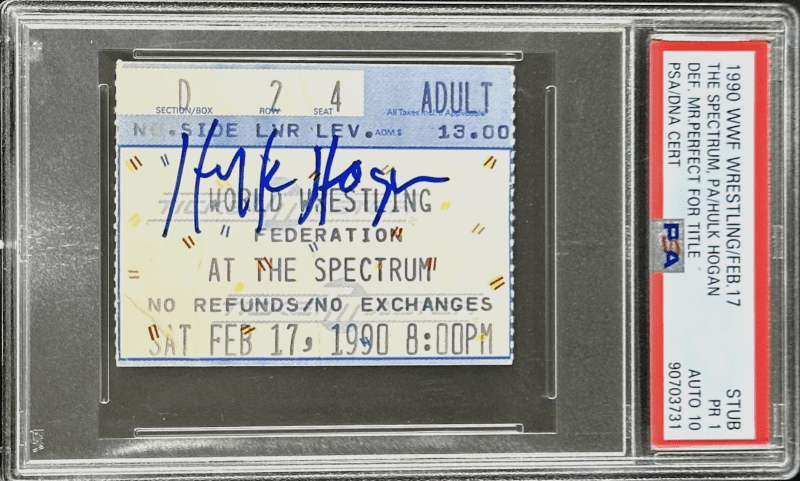 D 2 4 ADULT
SECTION/BOX ROW SEAT All Taxes Incl. If Applicable
NO.SIDE LWR LEV. ADM.$ 13.00
Hulk Hogan
WORLD WRESTLING
FEDERATION
AT THE SPECTRUM
NO REFUNDS/NO EXCHANGES
SAT FEB 17, 1990 8:00PM
1990 WWF WRESTLING/FEB.17 STUB
THE SPECTRUM, PA/HULK HOGAN PR 1
DEF. MR.PERFECT FOR TITLE AUTO 10
PSA/DNA CERT 90703731
PSA